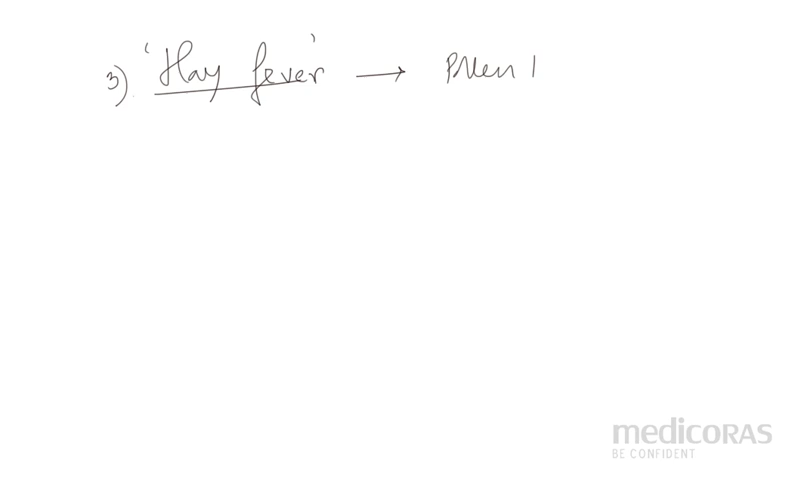 3) 'Hay fever' → Pollen
medicoRAS
BE CONFIDENT